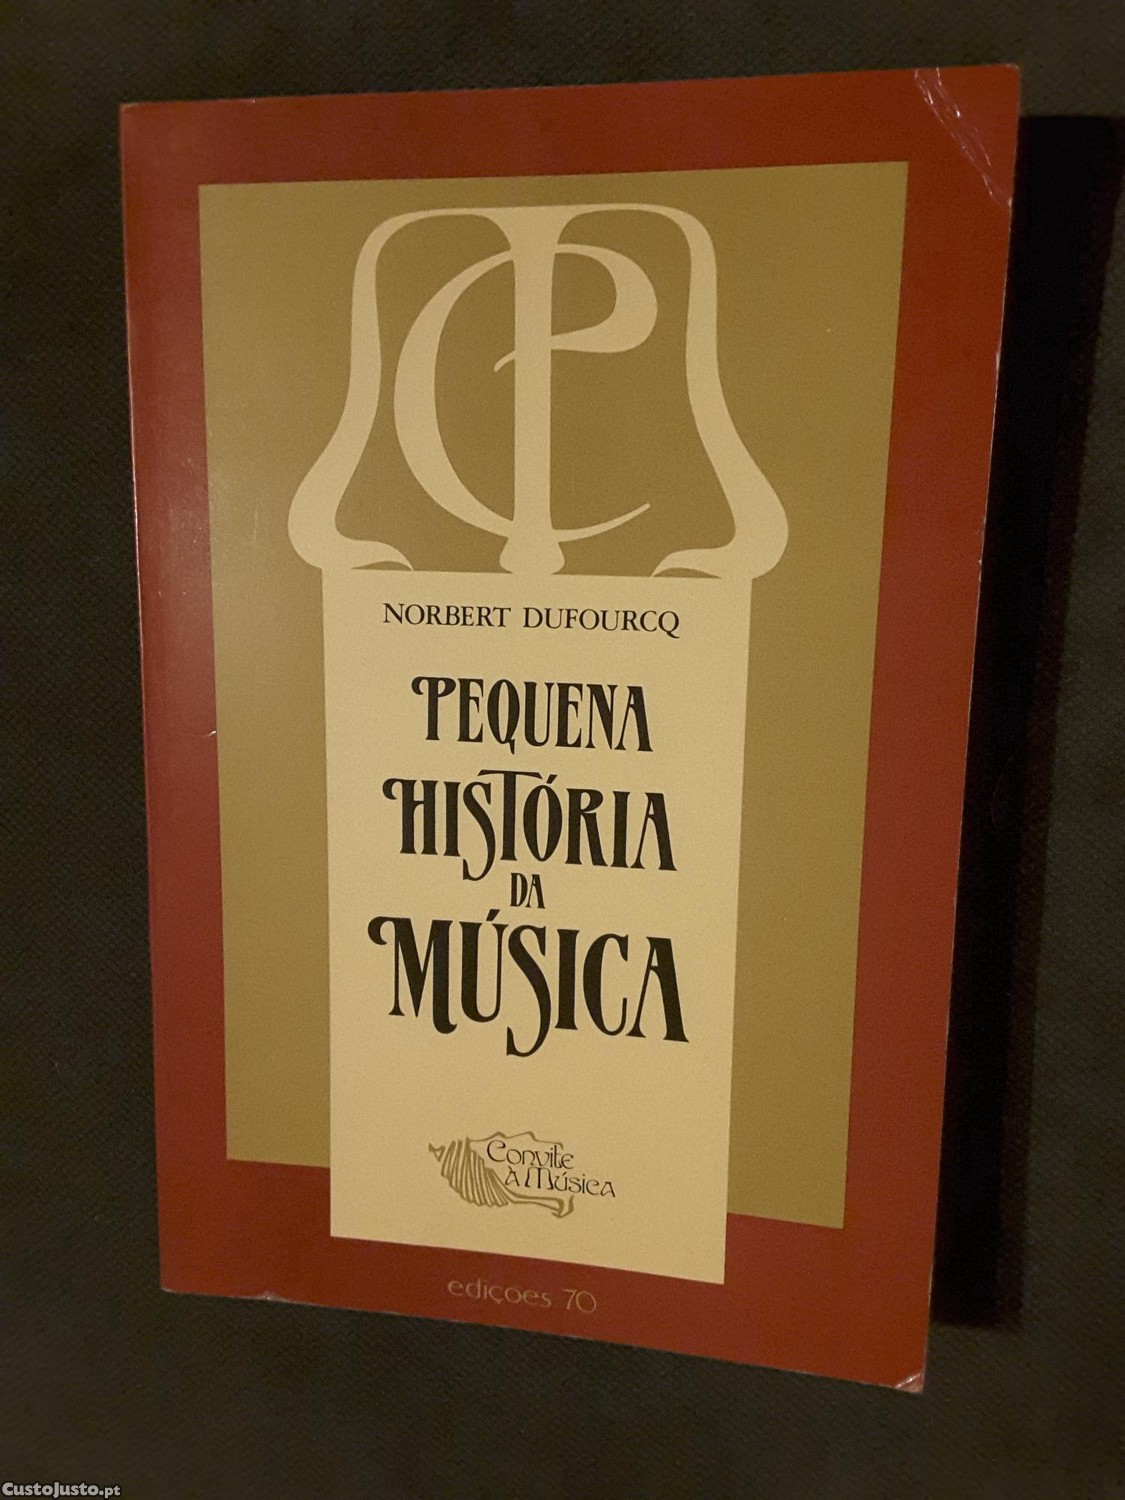 NORBERT DUFOURCQ
PEQUENA
HISTÓRIA
DA
MÚSICA
Convite
À Música
edições 70
CustoJusto.pt